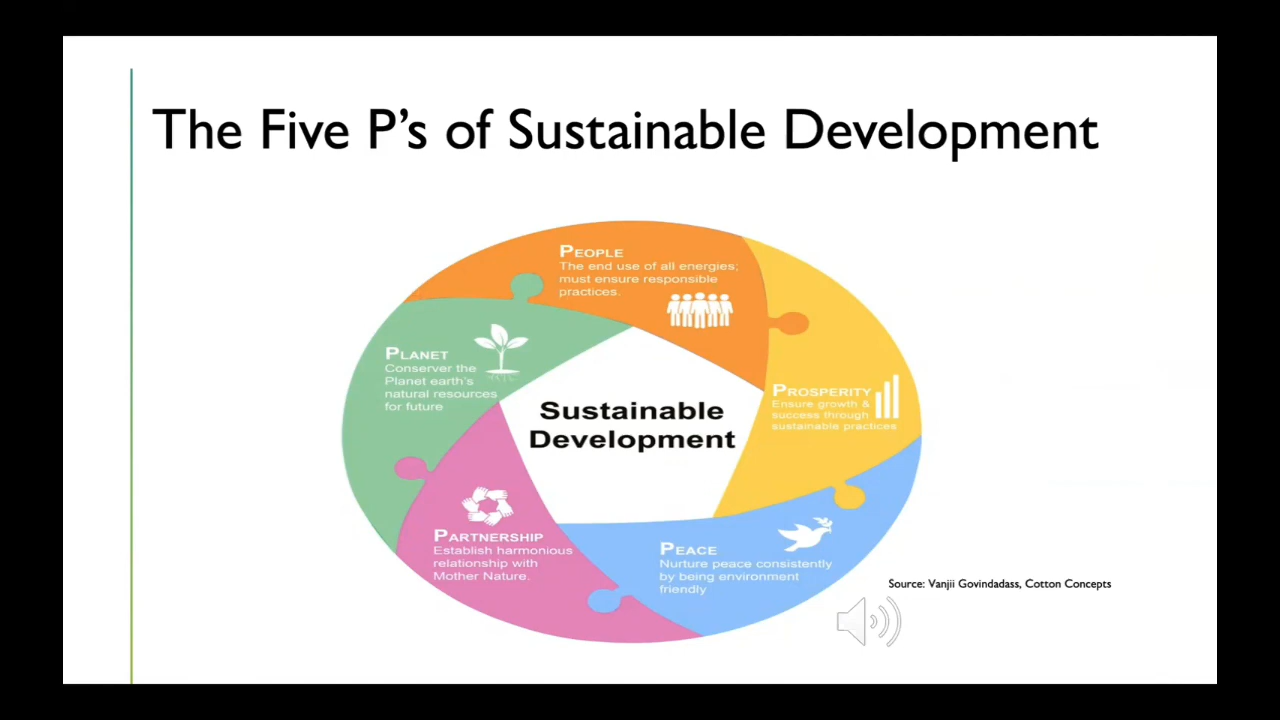 The Five P's of Sustainable Development
PEOPLE
The end use of all energies;
must ensure responsible
practices.
PLANET
Conserver the
Planet earth's
natural resources
for future
PROSPERITY
Ensure growth &
success through
sustainable practices
Sustainable
Development
PARTNERSHIP
Establish harmonious
relationship with
Mother Nature.
PEACE
Nurture peace consistently
by being environment
friendly
Source: Vanjii Govindadass, Cotton Concepts